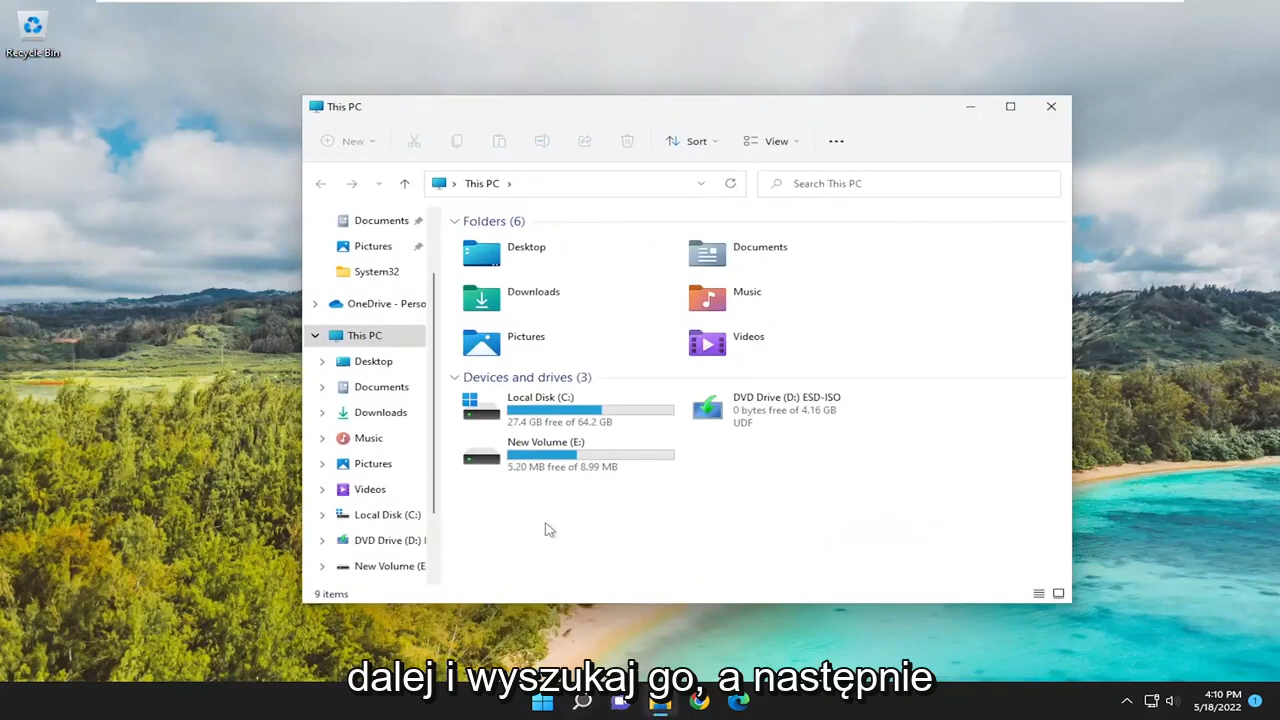 Recycle Bin
This PC
New
Sort
View
This PC
Search This PC
Documents
Pictures
System32
OneDrive - Perso
This PC
Desktop
Documents
Downloads
Music
Pictures
Videos
Local Disk (C:)
DVD Drive (D:)
New Volume (E
Folders (6)
Desktop
Documents
Downloads
Music
Pictures
Videos
Devices and drives (3)
Local Disk (C:)
27.4 GB free of 64.2 GB
DVD Drive (D:) ESD-ISO
0 bytes free of 4.16 GB
UDF
New Volume (E:)
5.20 MB free of 8.99 MB
9 items
dalej i wyszukaj go, a następnie
4:10 PM
5/18/2022
1